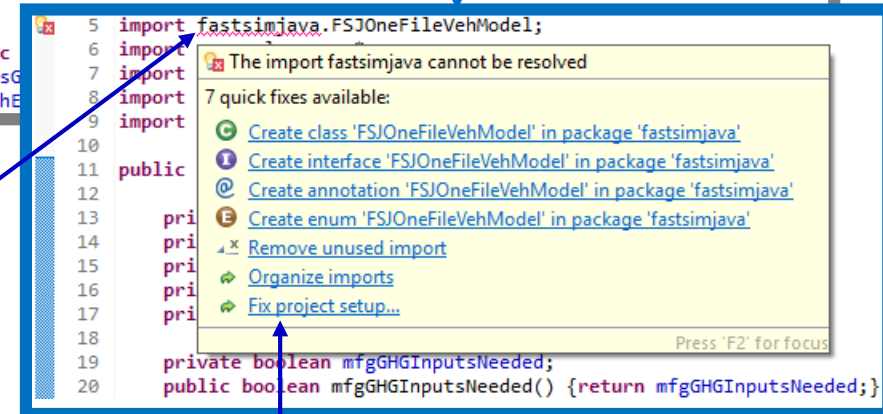 5 import fastsimjava.FSJOneFileVehModel;
6 import
7 import
8 import
9 import
10
11 public
12
13 pri
14 pri
15 pri
16 pri
17 pri
18
19 private boolean mfgGHGInputsNeeded;
20 public boolean mfgGHGInputsNeeded() {return mfgGHGInputsNeeded;}
The import fastsimjava cannot be resolved
7 quick fixes available:
Create class 'FSJOneFileVehModel' in package 'fastsimjava'
Create interface 'FSJOneFileVehModel' in package 'fastsimjava'
Create annotation 'FSJOneFileVehModel' in package 'fastsimjava'
Create enum 'FSJOneFileVehModel' in package 'fastsimjava'
Remove unused import
Organize imports
Fix project setup...
Press 'F2' for focus
c
sG
hE